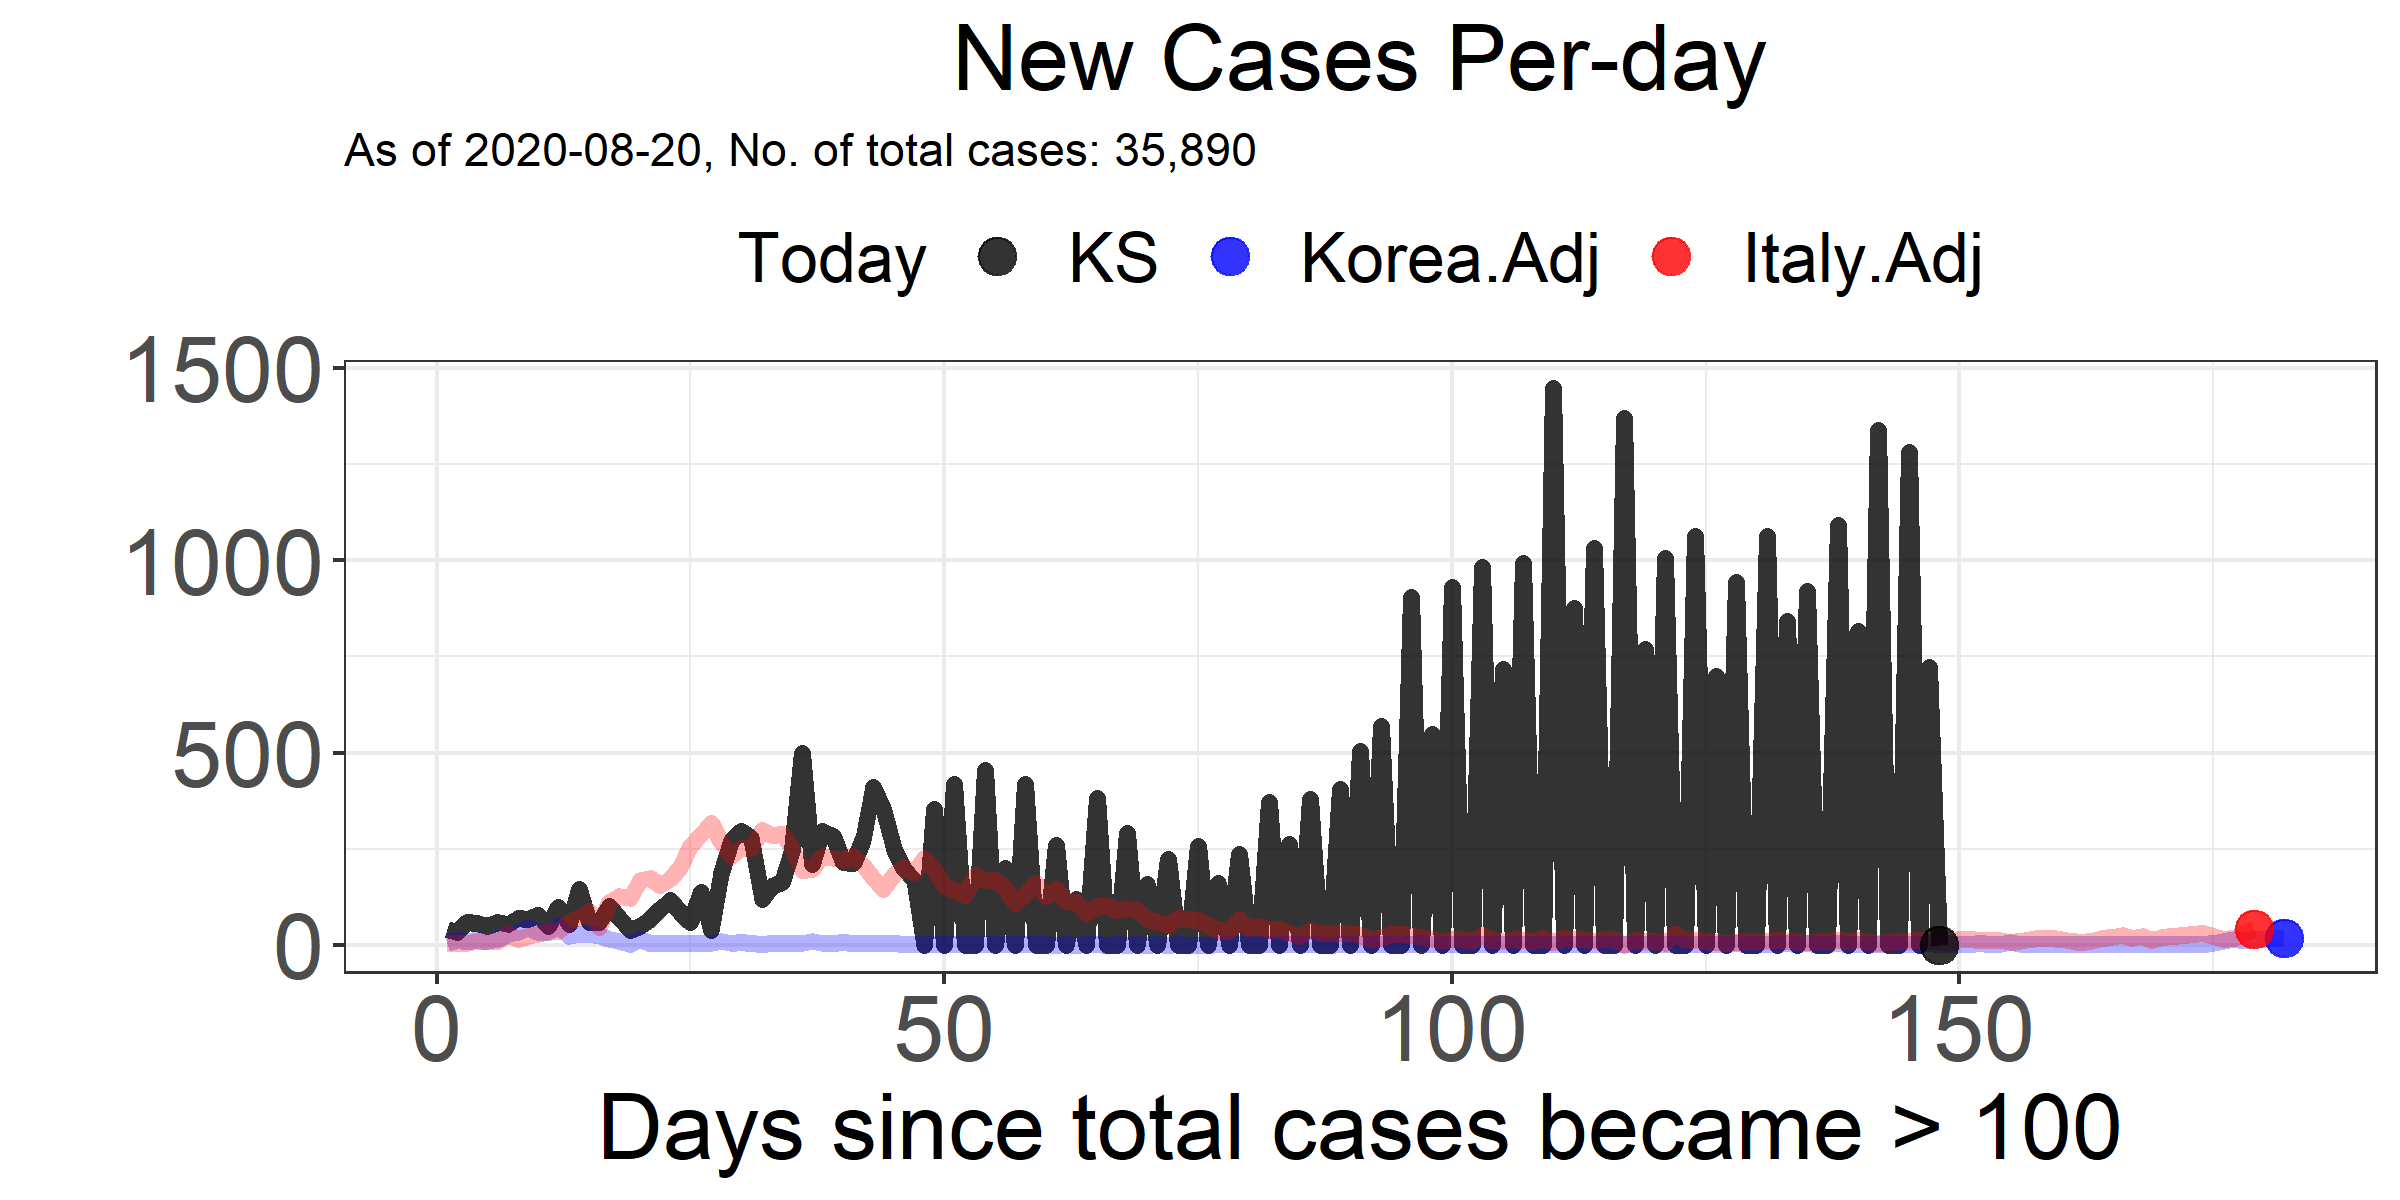 New Cases Per-day
As of 2020-08-20, No. of total cases: 35,890
Today KS Korea.Adj Italy.Adj
1500
1000
500
0
0 50 100 150
Days since total cases became > 100